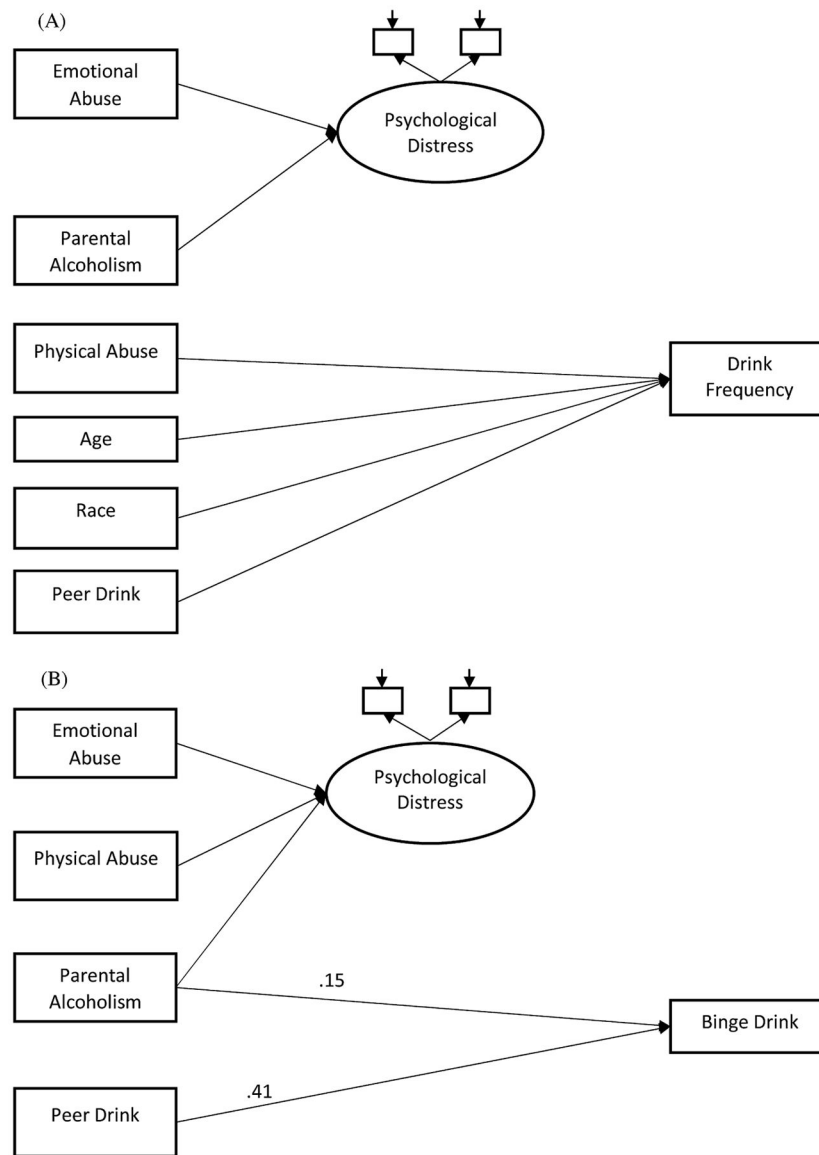 (A)
Emotional
Abuse
Psychological
Distress
Parental
Alcoholism
Physical Abuse
Drink
Frequency
Age
Race
Peer Drink
(B)
Emotional
Abuse
Psychological
Distress
Physical Abuse
Parental
Alcoholism
.15
Binge Drink
.41
Peer Drink